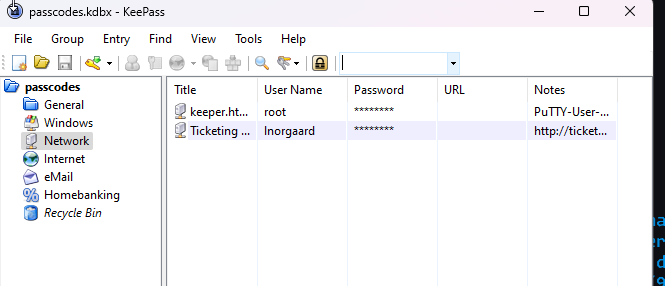 passcodes.kdbx - KeePass
File Group Entry Find View Tools Help
passcodes
General
Windows
Network
Internet
eMail
Homebanking
Recycle Bin
Title User Name Password URL Notes
keeper.ht... root ******** PuTTY-User-...
Ticketing ... lnorgaard ******** http://ticket...